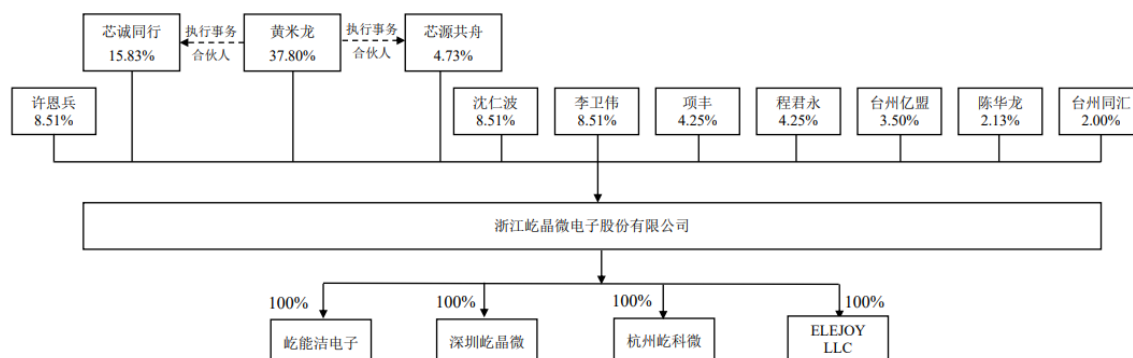 芯诚同行
15.83%
执行事务
合伙人
黄米龙
37.80%
执行事务
合伙人
芯源共舟
4.73%
许恩兵
8.51%
沈仁波
8.51%
李卫伟
8.51%
项丰
4.25%
程君永
4.25%
台州亿盟
3.50%
陈华龙
2.13%
台州同汇
2.00%
浙江屹晶微电子股份有限公司
100%
屹能洁电子
100%
深圳屹晶微
100%
杭州屹科微
100%
ELEJOY
LLC